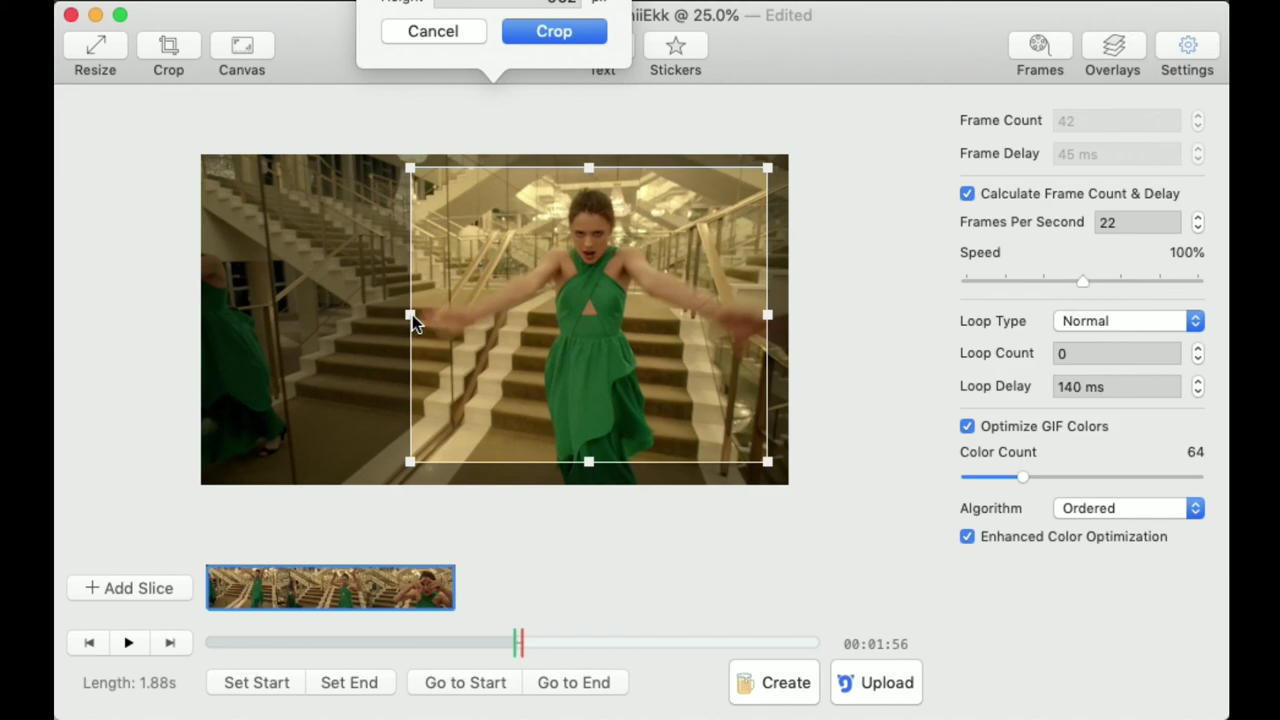 iiEkk @ 25.0% — Edited
Cancel
Crop
Resize
Crop
Canvas
Text
Stickers
Frames
Overlays
Settings
Frame Count 42
Frame Delay 45 ms
Calculate Frame Count & Delay
Frames Per Second 22
Speed 100%
Loop Type Normal
Loop Count 0
Loop Delay 140 ms
Optimize GIF Colors
Color Count 64
Algorithm Ordered
Enhanced Color Optimization
+ Add Slice
00:01:56
Length: 1.88s
Set Start
Set End
Go to Start
Go to End
Create
Upload